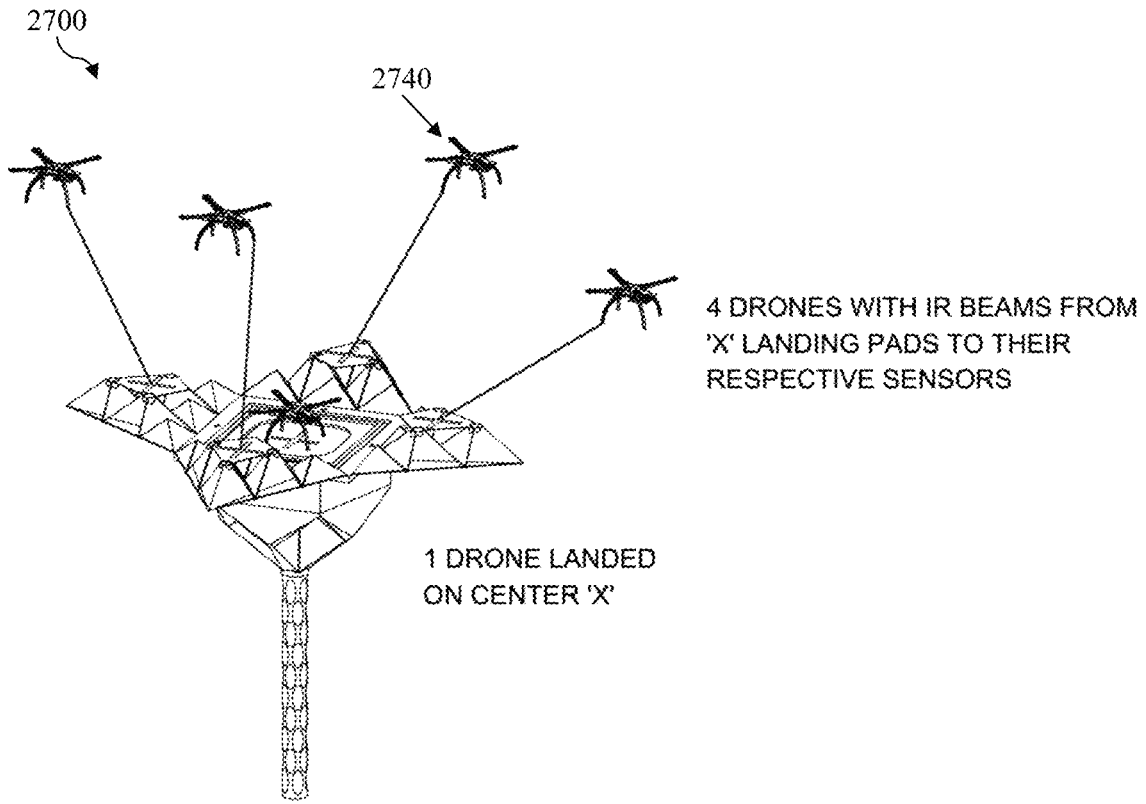 2700
2740
4 DRONES WITH IR BEAMS FROM
'X' LANDING PADS TO THEIR
RESPECTIVE SENSORS
1 DRONE LANDED
ON CENTER 'X'